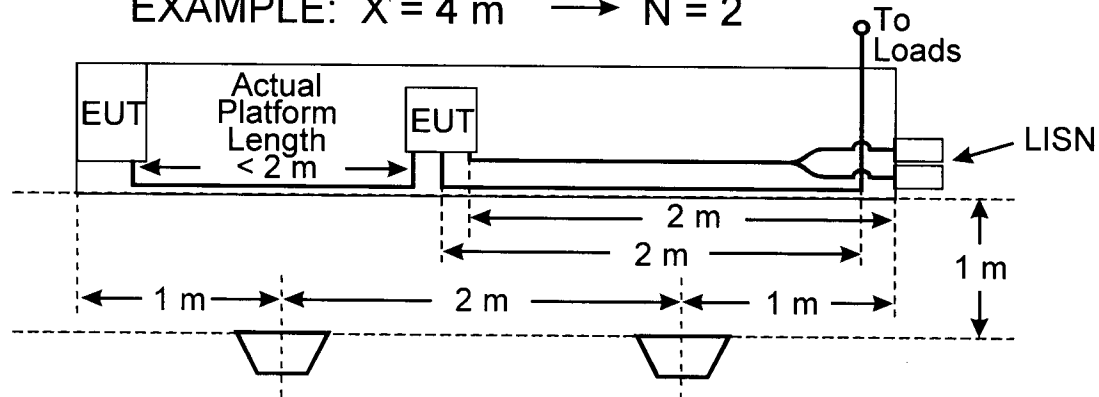 EXAMPLE: X = 4 m → N = 2
To
Loads
EUT
Actual
Platform
Length
< 2 m
EUT
LISN
2 m
2 m
1 m
1 m
2 m
1 m